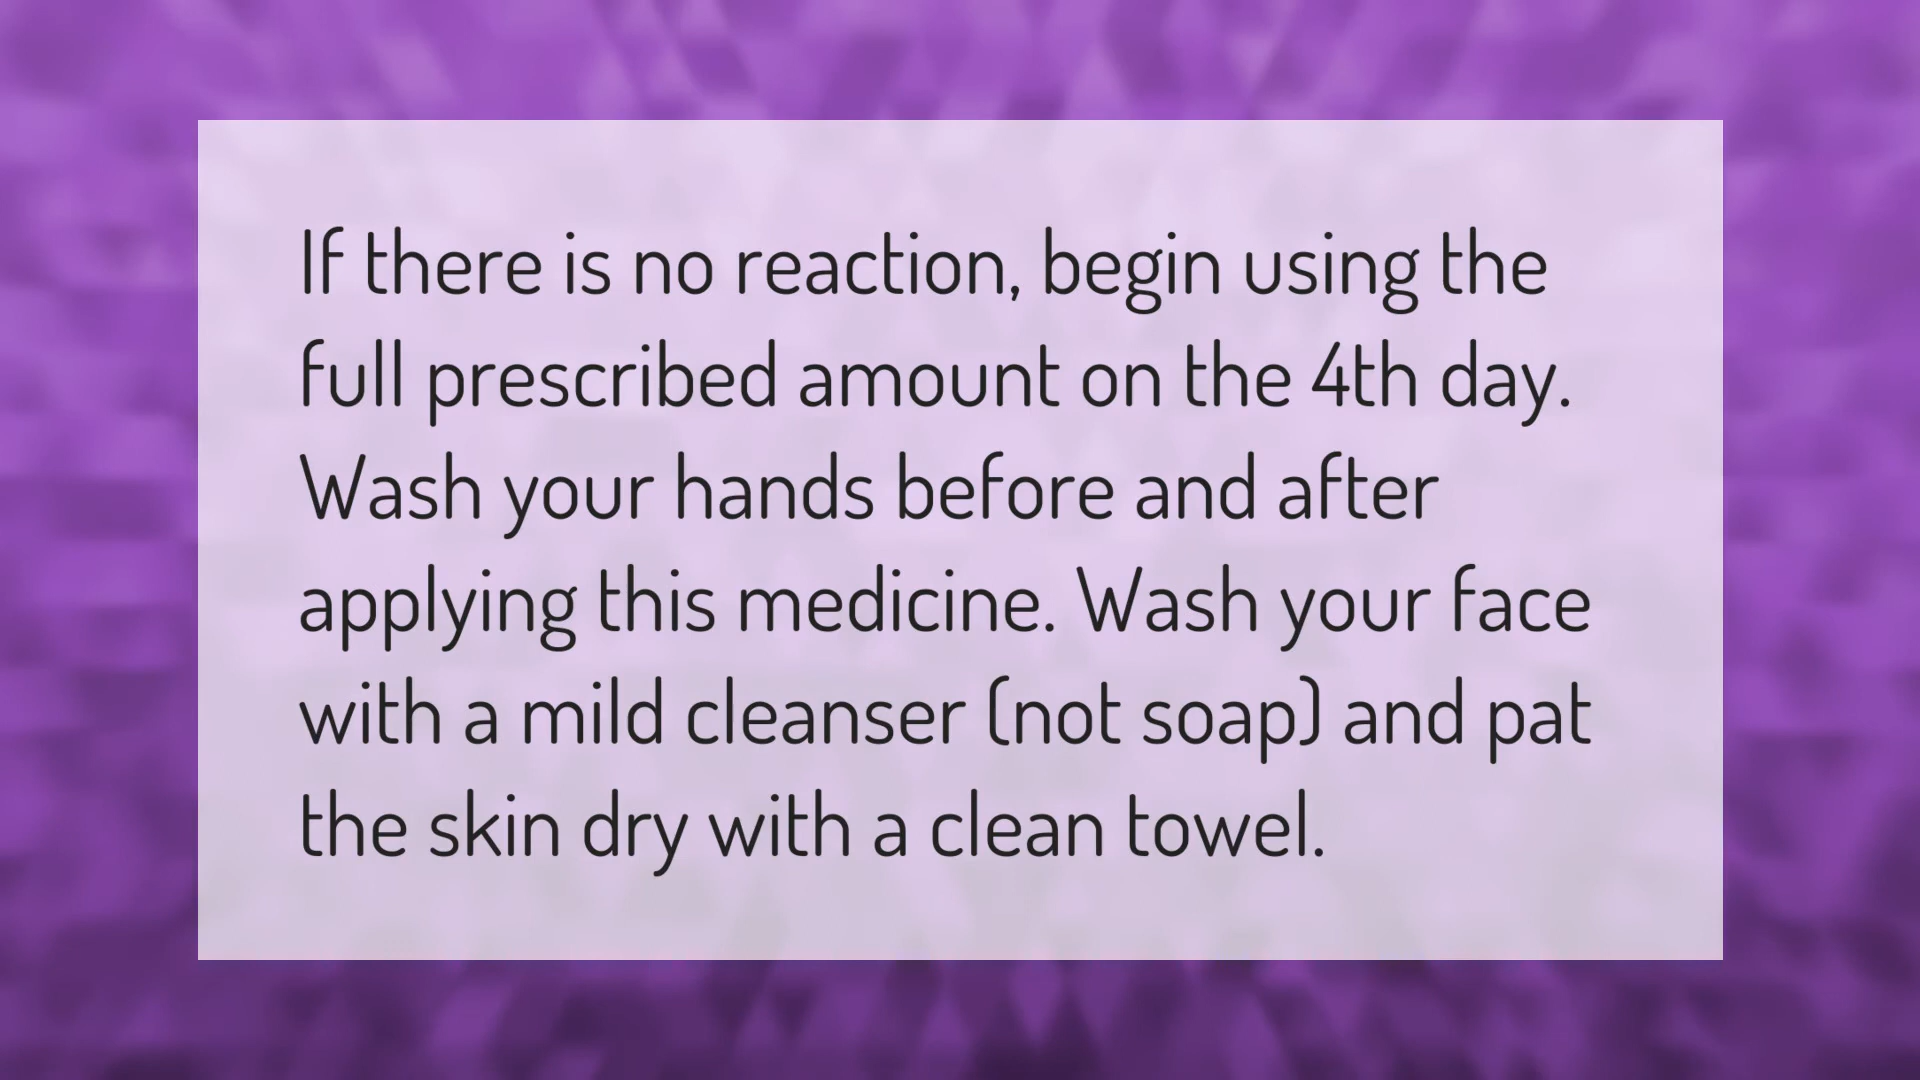 If there is no reaction, begin using the
full prescribed amount on the 4th day.
Wash your hands before and after
applying this medicine. Wash your face
with a mild cleanser (not soap) and pat
the skin dry with a clean towel.